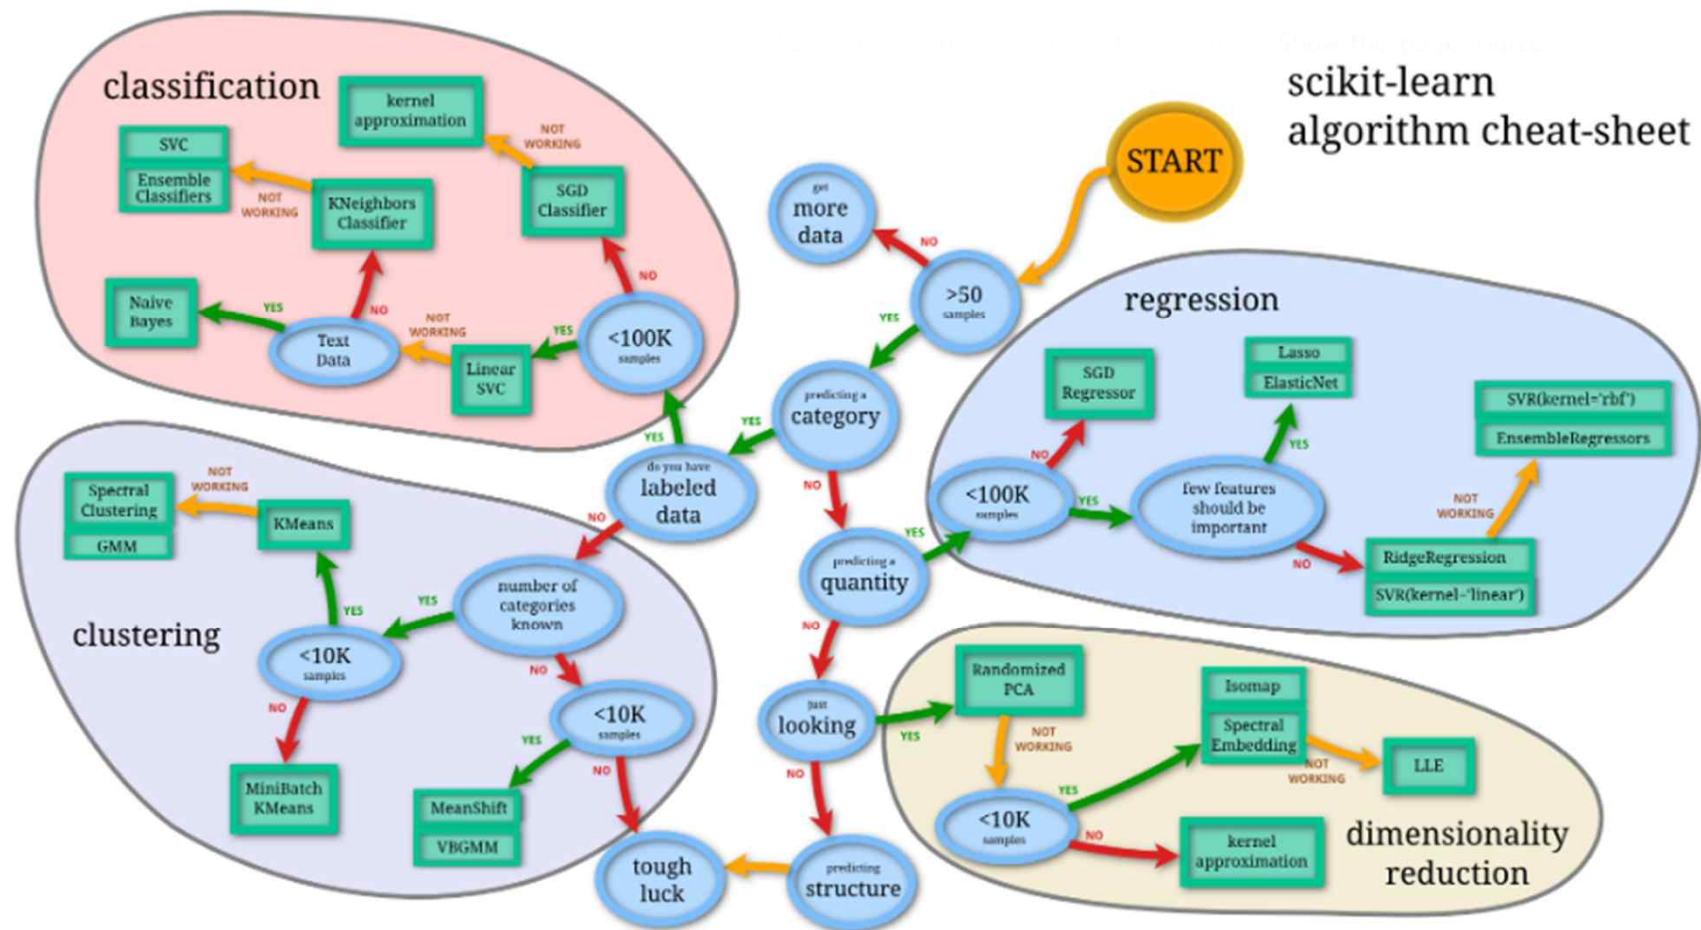 scikit-learn
algorithm cheat-sheet
START
get
more
data
NO
>50
samples
YES
predicting a
category
YES
NO
do you have
labeled
data
YES
NO
predicting a
quantity
YES
NO
just
looking
YES
NO
predicting
structure
tough
luck
classification
kernel
approximation
NOT
WORKING
SGD
Classifier
NO
<100K
samples
YES
Linear
SVC
NOT
WORKING
Text
Data
YES
Naive
Bayes
NO
KNeighbors
Classifier
NOT
WORKING
SVC
Ensemble
Classifiers
regression
<100K
samples
NO
SGD
Regressor
YES
few features
should be
important
YES
Lasso
ElasticNet
NO
RidgeRegression
SVR(kernel='linear')
NOT
WORKING
SVR(kernel='rbf')
EnsembleRegressors
clustering
number of
categories
known
YES
<10K
samples
YES
KMeans
NOT
WORKING
Spectral
Clustering
GMM
NO
MiniBatch
KMeans
NO
<10K
samples
YES
MeanShift
VBGMM
NO
dimensionality
reduction
Randomized
PCA
NOT
WORKING
<10K
samples
YES
Isomap
Spectral
Embedding
NOT
WORKING
LLE
NO
kernel
approximation